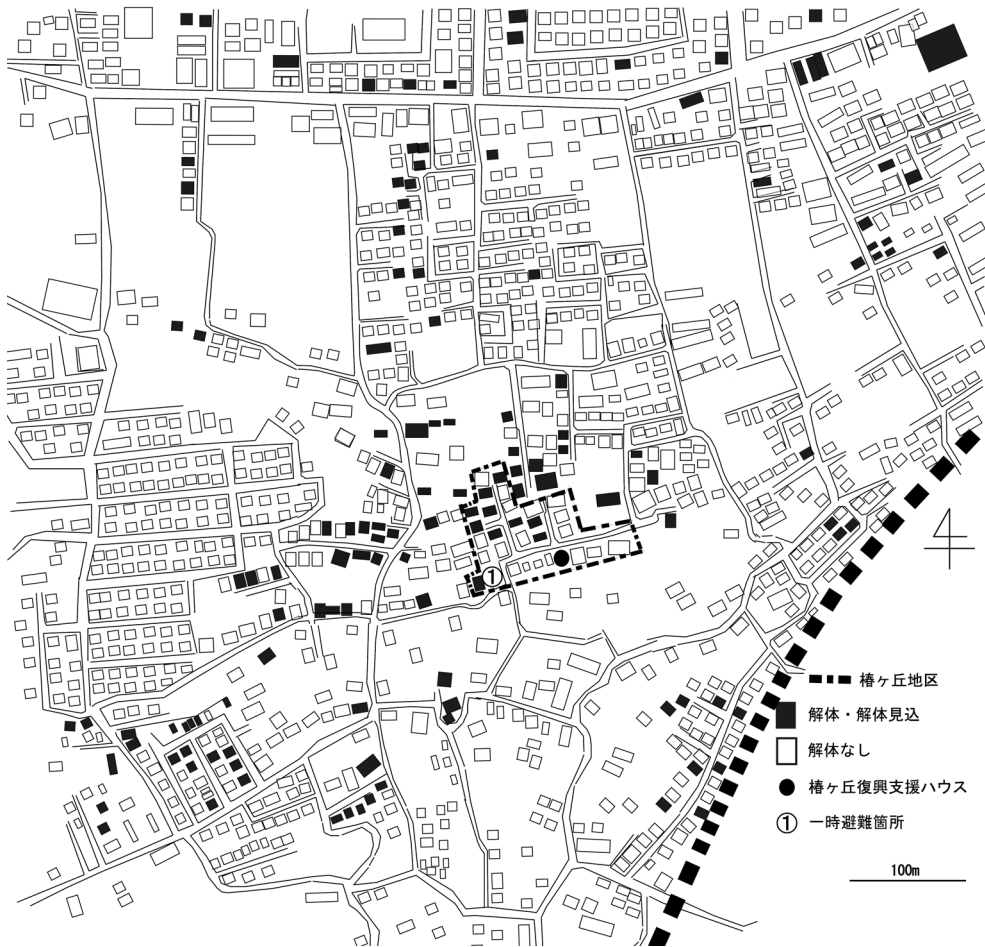 ①
椿ヶ丘地区
解体・解体見込
解体なし
椿ヶ丘復興支援ハウス
① 一時避難箇所
100m